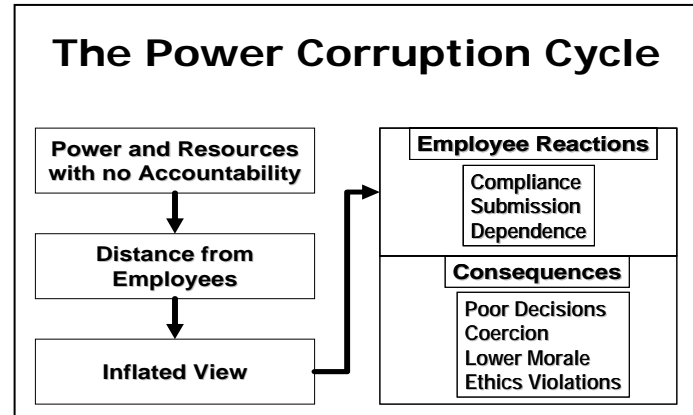 The Power Corruption Cycle
Power and Resources
with no Accountability
Distance from
Employees
Inflated View
Employee Reactions
Compliance
Submission
Dependence
Consequences
Poor Decisions
Coercion
Lower Morale
Ethics Violations